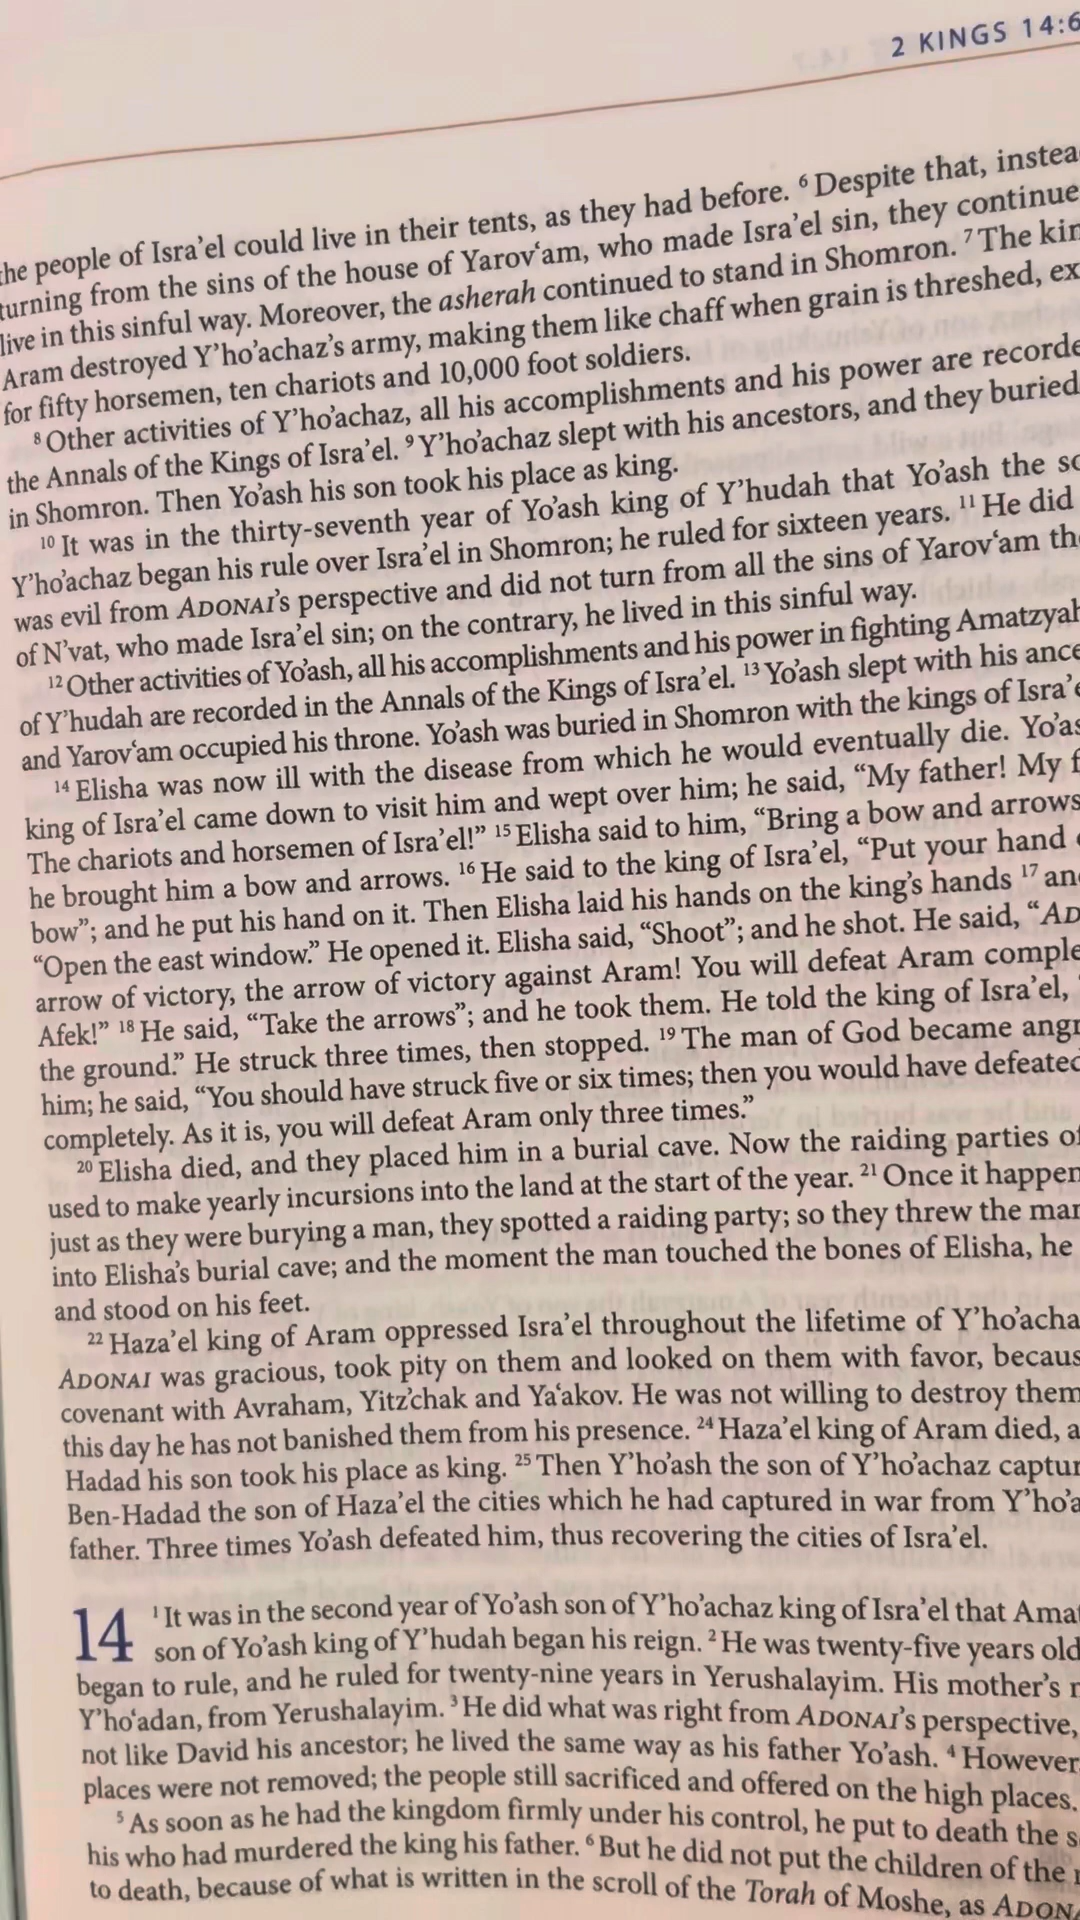 2 KINGS 14:6
the people of Isra’el could live in their tents, as they had before. 6 Despite that, instea
turning from the sins of the house of Yarov‘am, who made Isra’el sin, they continue
live in this sinful way. Moreover, the asherah continued to stand in Shomron. 7 The kin
Aram destroyed Y’ho’achaz’s army, making them like chaff when grain is threshed, ex
for fifty horsemen, ten chariots and 10,000 foot soldiers.
8 Other activities of Y’ho’achaz, all his accomplishments and his power are recorde
the Annals of the Kings of Isra’el. 9 Y’ho’achaz slept with his ancestors, and they buried
in Shomron. Then Yo’ash his son took his place as king.
10 It was in the thirty-seventh year of Yo’ash king of Y’hudah that Yo’ash the so
Y’ho’achaz began his rule over Isra’el in Shomron; he ruled for sixteen years. 11 He did
was evil from ADONAI’s perspective and did not turn from all the sins of Yarov‘am th
of N’vat, who made Isra’el sin; on the contrary, he lived in this sinful way.
12 Other activities of Yo’ash, all his accomplishments and his power in fighting Amatzyah
of Y’hudah are recorded in the Annals of the Kings of Isra’el. 13 Yo’ash slept with his ance
and Yarov‘am occupied his throne. Yo’ash was buried in Shomron with the kings of Isra’e
14 Elisha was now ill with the disease from which he would eventually die. Yo’as
king of Isra’el came down to visit him and wept over him; he said, “My father! My f
The chariots and horsemen of Isra’el!” 15 Elisha said to him, “Bring a bow and arrows
he brought him a bow and arrows. 16 He said to the king of Isra’el, “Put your hand
bow”; and he put his hand on it. Then Elisha laid his hands on the king’s hands 17 an
“Open the east window.” He opened it. Elisha said, “Shoot”; and he shot. He said, “AD
arrow of victory, the arrow of victory against Aram! You will defeat Aram comple
Afek!” 18 He said, “Take the arrows”; and he took them. He told the king of Isra’el,
the ground.” He struck three times, then stopped. 19 The man of God became angr
him; he said, “You should have struck five or six times; then you would have defeated
completely. As it is, you will defeat Aram only three times.”
20 Elisha died, and they placed him in a burial cave. Now the raiding parties of
used to make yearly incursions into the land at the start of the year. 21 Once it happen
just as they were burying a man, they spotted a raiding party; so they threw the man
into Elisha’s burial cave; and the moment the man touched the bones of Elisha, he
and stood on his feet.
22 Haza’el king of Aram oppressed Isra’el throughout the lifetime of Y’ho’acha
ADONAI was gracious, took pity on them and looked on them with favor, becaus
covenant with Avraham, Yitz’chak and Ya‘akov. He was not willing to destroy them
this day he has not banished them from his presence. 24 Haza’el king of Aram died, a
Hadad his son took his place as king. 25 Then Y’ho’ash the son of Y’ho’achaz captur
Ben-Hadad the son of Haza’el the cities which he had captured in war from Y’ho’a
father. Three times Yo’ash defeated him, thus recovering the cities of Isra’el.
14 1 It was in the second year of Yo’ash son of Y’ho’achaz king of Isra’el that Amat
son of Yo’ash king of Y’hudah began his reign. 2 He was twenty-five years old
began to rule, and he ruled for twenty-nine years in Yerushalayim. His mother’s n
Y’ho‘adan, from Yerushalayim. 3 He did what was right from ADONAI’s perspective,
not like David his ancestor; he lived the same way as his father Yo’ash. 4 However
places were not removed; the people still sacrificed and offered on the high places.
5 As soon as he had the kingdom firmly under his control, he put to death the s
his who had murdered the king his father. 6 But he did not put the children of the
to death, because of what is written in the scroll of the Torah of Moshe, as ADONA